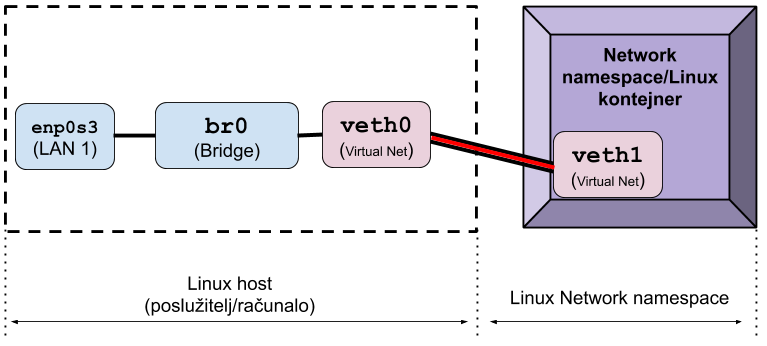 Network
namespace/Linux
kontejner
enp0s3
(LAN 1)
br0
(Bridge)
veth0
(Virtual Net)
veth1
(Virtual Net)
Linux host
(poslužitelj/računalo)
Linux Network namespace